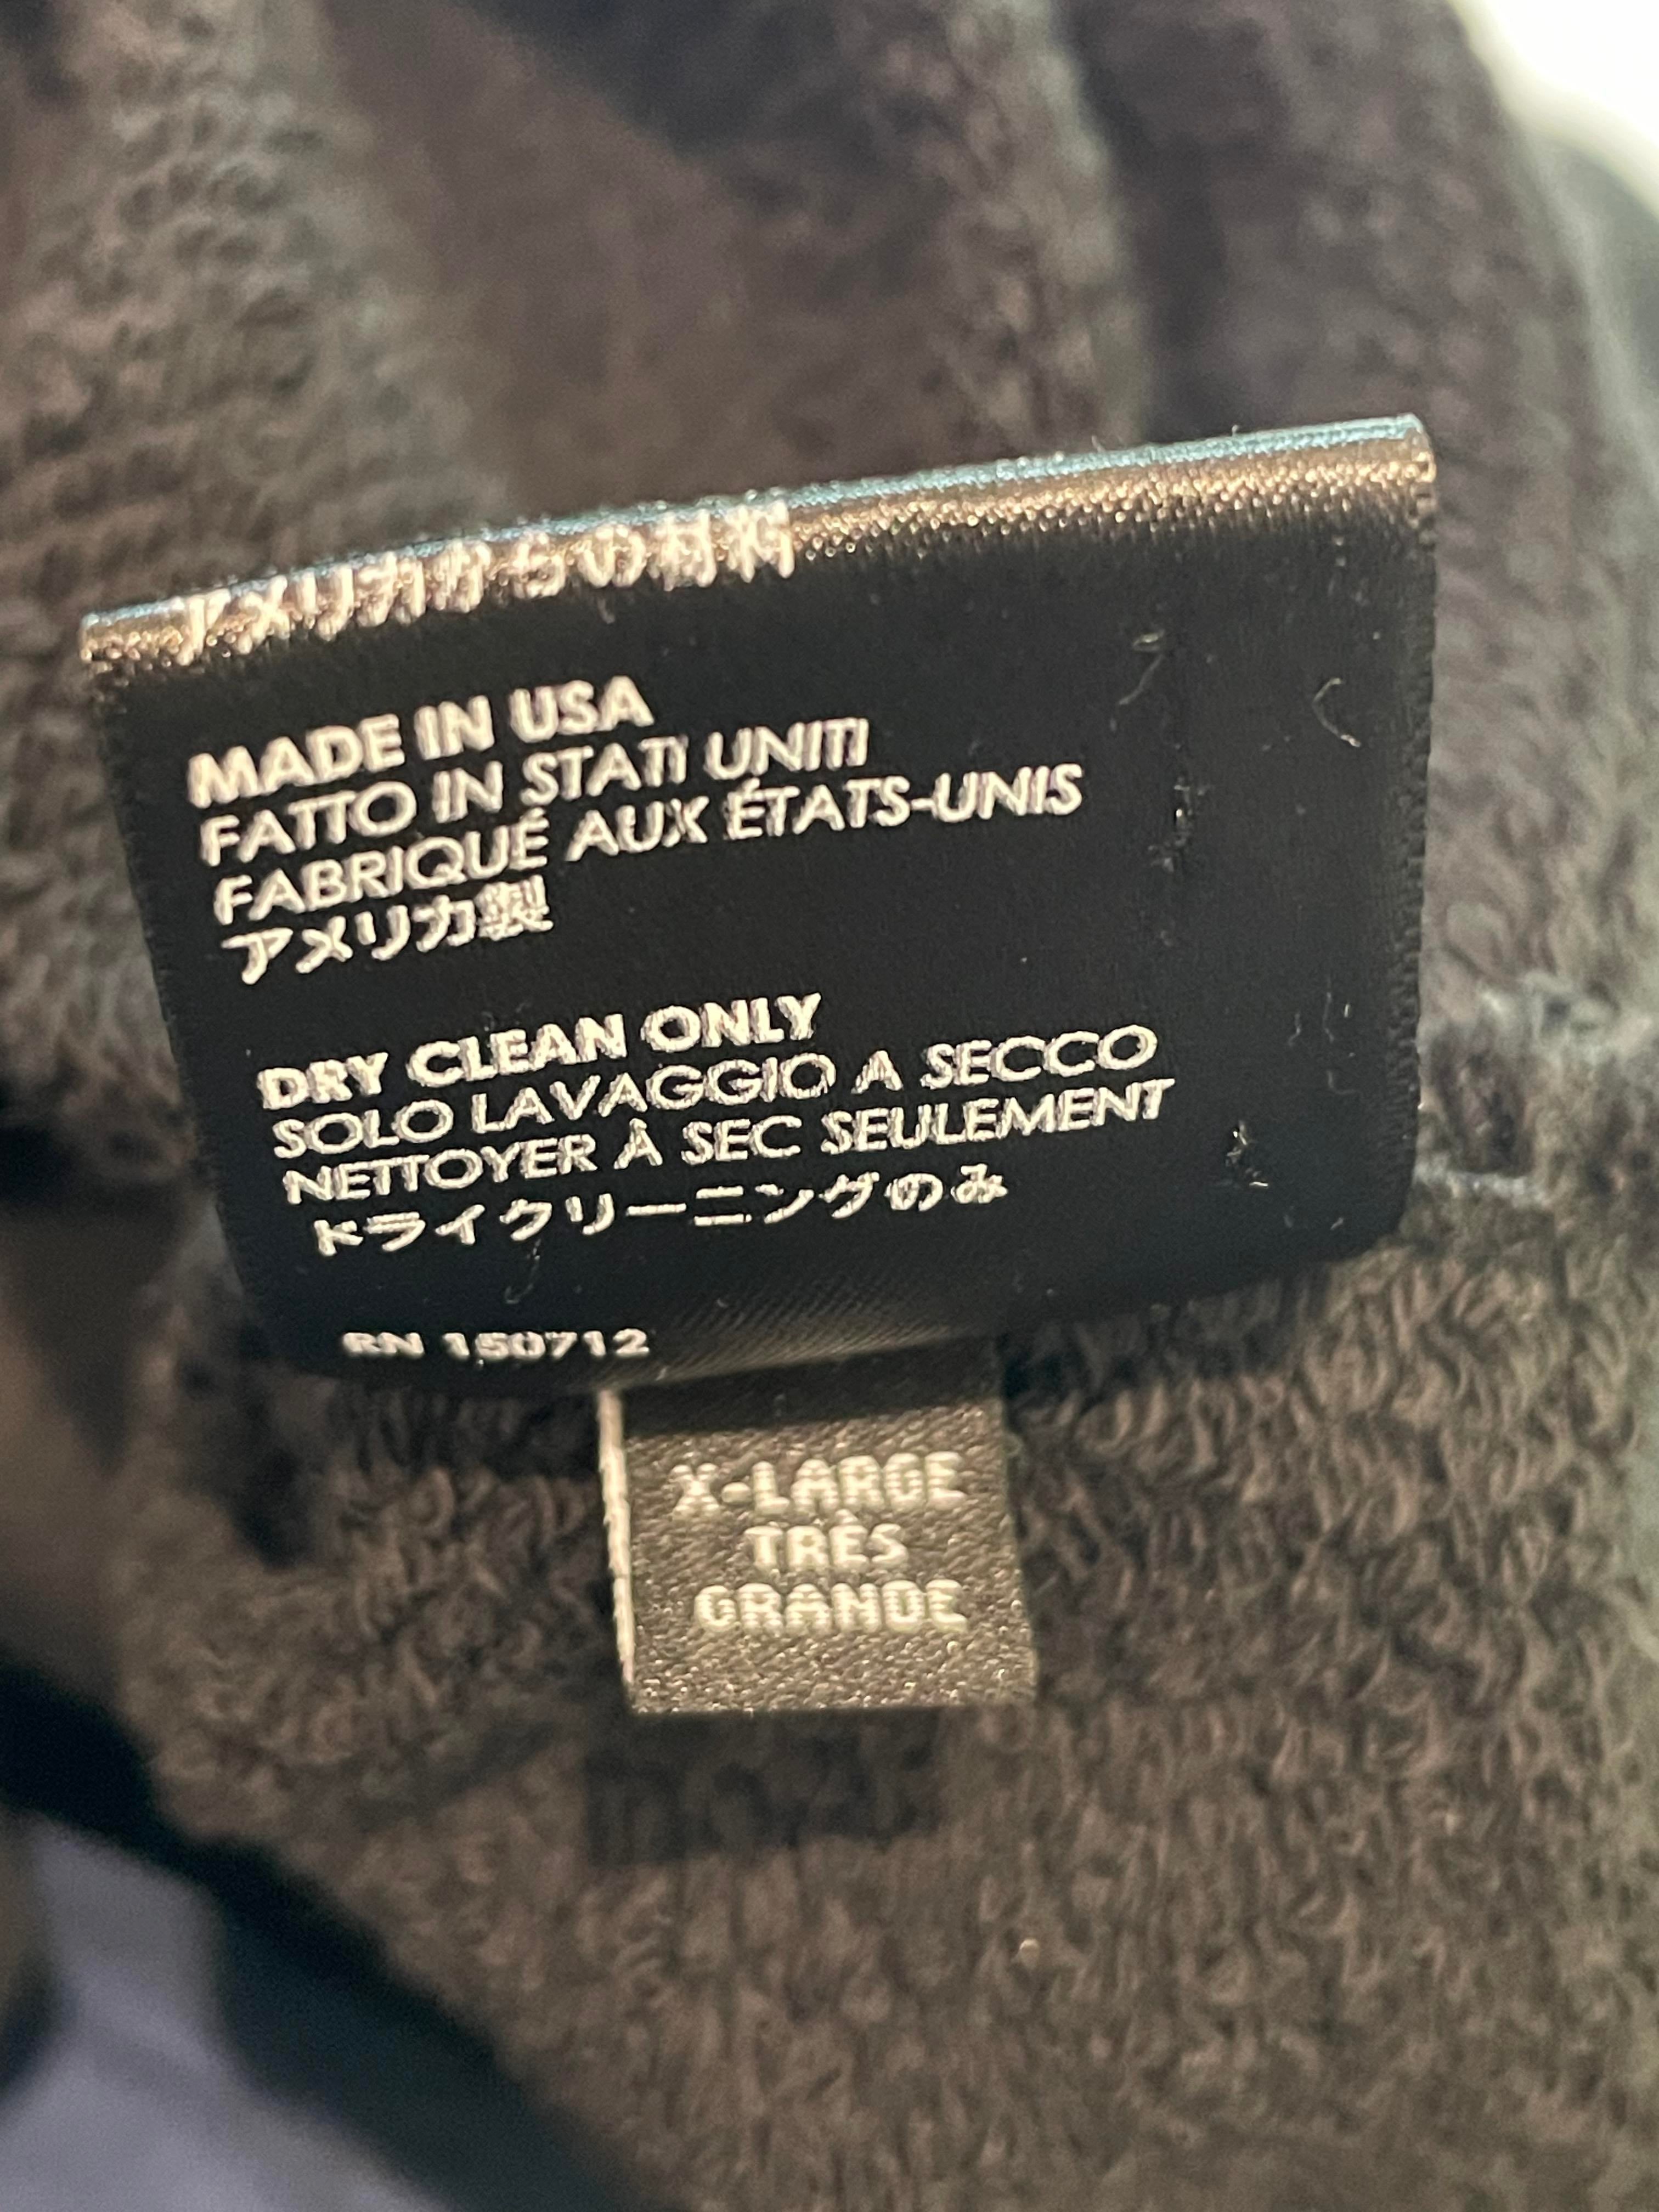 アメリカからの材料
MADE IN USA
FATTO IN STATI UNITI
FABRIQUÉ AUX ÉTATS-UNIS
アメリカ製
DRY CLEAN ONLY
SOLO LAVAGGIO A SECCO
NETTOYER À SEC SEULEMENT
ドライクリーニングのみ
RN 150712
X-LARGE
TRÈS
GRANDE